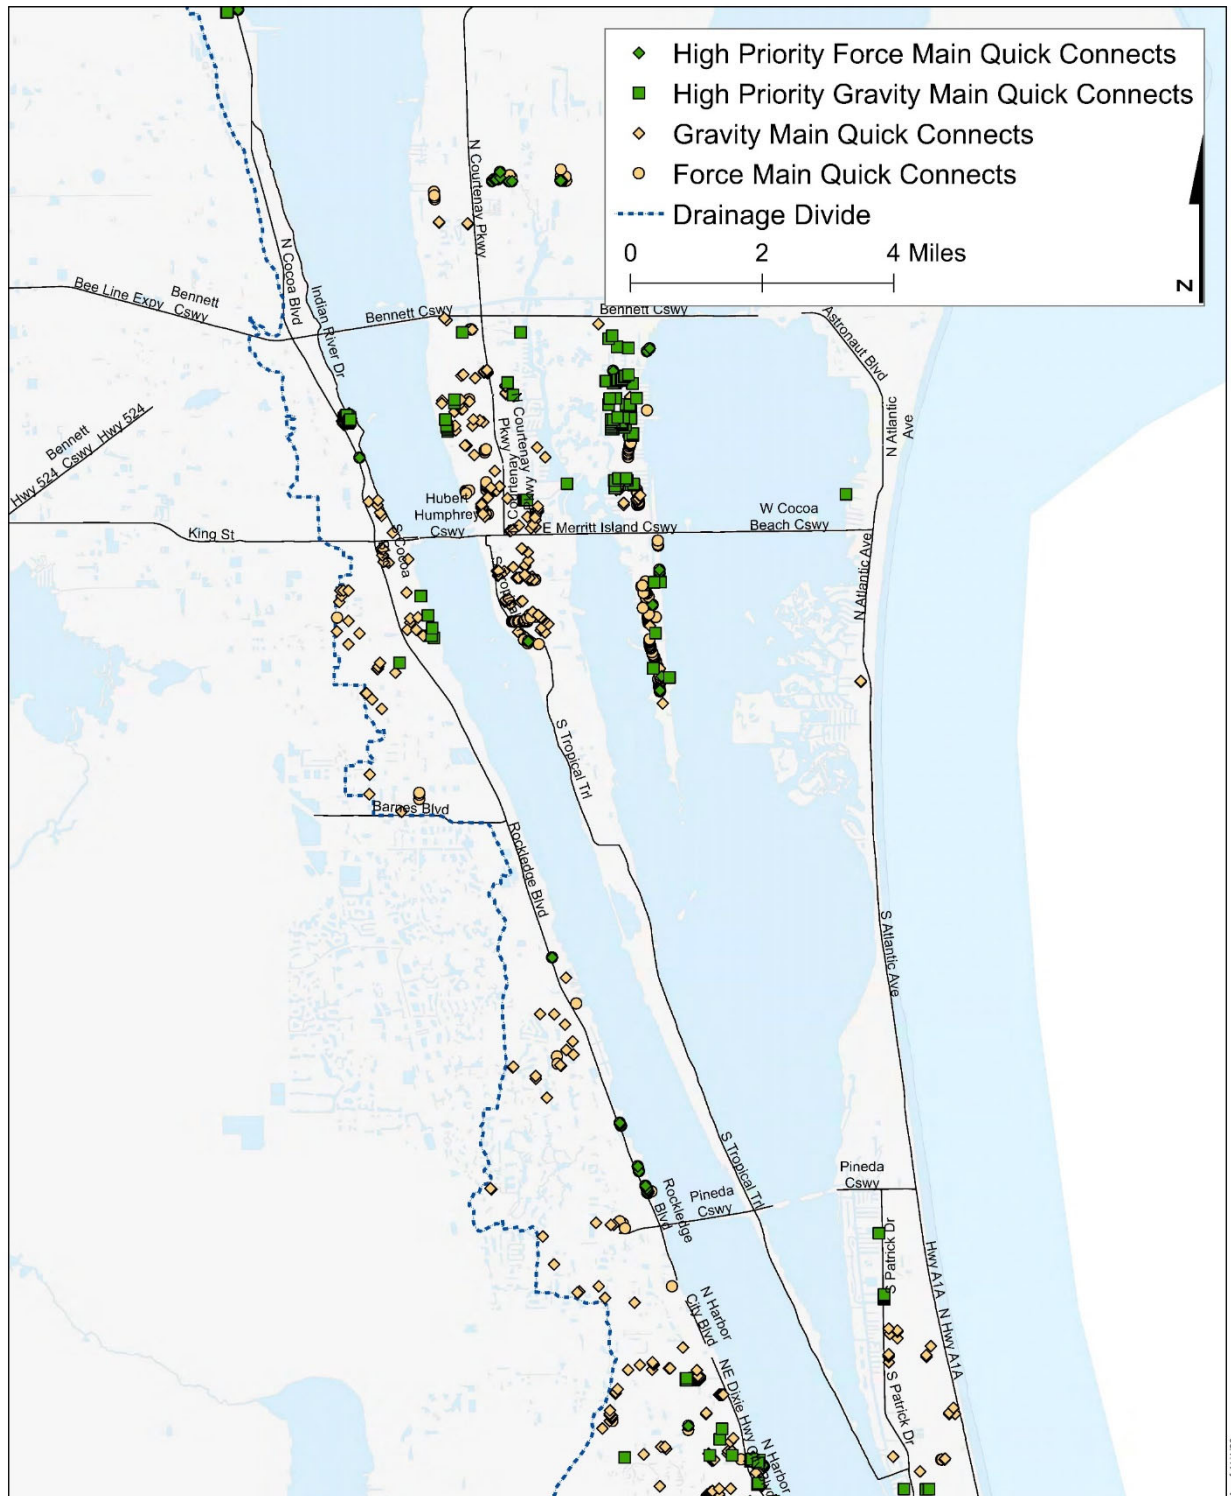 High Priority Force Main Quick Connects
High Priority Gravity Main Quick Connects
Gravity Main Quick Connects
Force Main Quick Connects
Drainage Divide
0 2 4 Miles
N
N Courtenay Pkwy
N Cocoa Blvd
Indian River Dr
Bee Line Expy
Bennett
Cswy
Bennett Cswy
Bennett Cswy
Astronaut Blvd
N Atlantic
Ave
Bennett
Hwy 524 Cswy Hwy 524
N Courtenay
Pkwy
N Courtenay
Pkwy
Hubert
Humphrey
Cswy
E Merritt Island Cswy
W Cocoa
Beach Cswy
King St
S Cocoa
S Tropical
N Atlantic Ave
S Tropical Trl
Barnes Blvd
Rockledge Blvd
S Atlantic Ave
S Tropical Trl
Pineda
Cswy
Rockledge
Blvd
Pineda
Cswy
S Patrick Dr
Hwy A1A
N Hwy A1A
N Harbor
City Blvd
NE Dixie Hwy
S Patrick Dr
N Harbor